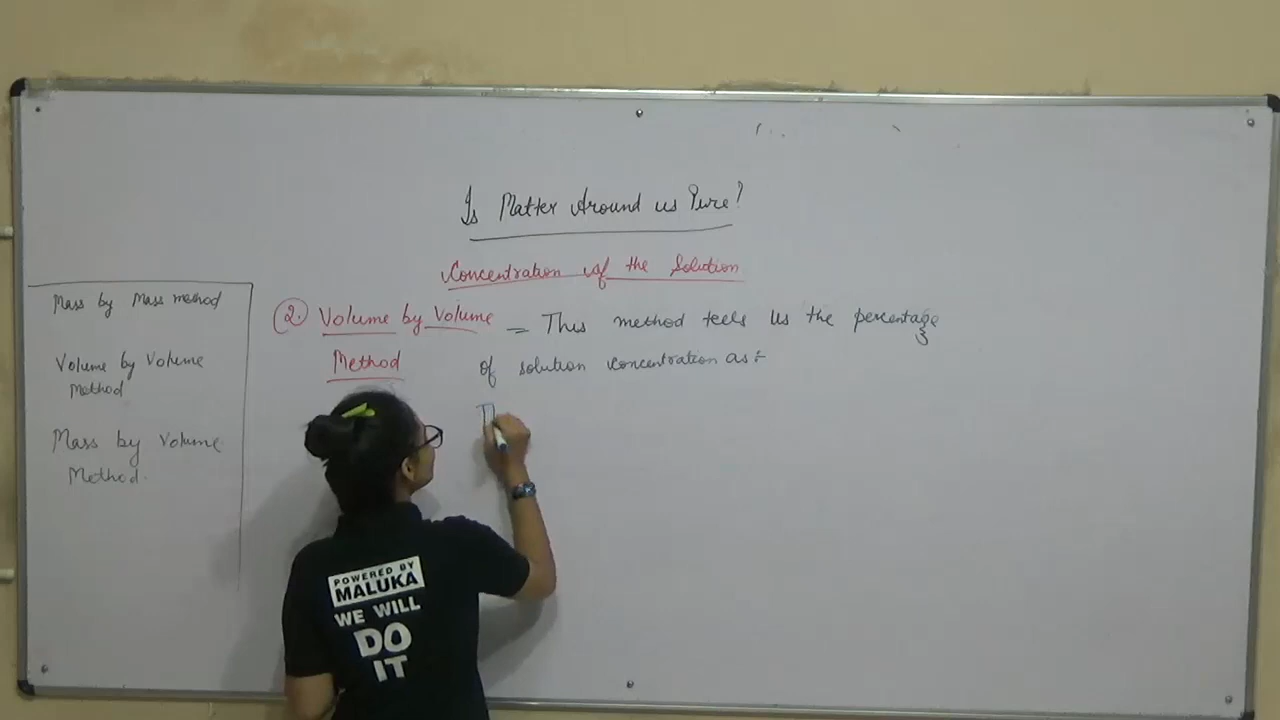 Is Matter Around us Pure?
Concentration of the Solution
Mass by Mass method
Volume by Volume
Method
Mass by Volume
Method.
2. Volume by Volume = This method tells us the percentage
Method of solution concentration as :-
POWERED BY
MALUKA
WE WILL
DO
IT